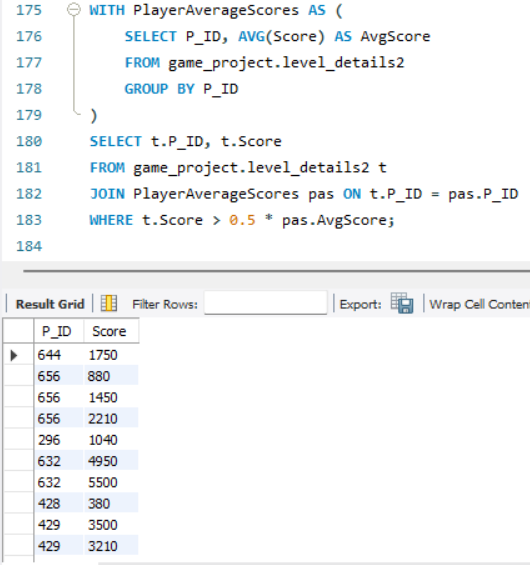 175 WITH PlayerAverageScores AS (
176 SELECT P_ID, AVG(Score) AS AvgScore
177 FROM game_project.level_details2
178 GROUP BY P_ID
179 )
180 SELECT t.P_ID, t.Score
181 FROM game_project.level_details2 t
182 JOIN PlayerAverageScores pas ON t.P_ID = pas.P_ID
183 WHERE t.Score > 0.5 * pas.AvgScore;
184
Result Grid Filter Rows: Export: Wrap Cell Conten
P_ID Score
644 1750
656 880
656 1450
656 2210
296 1040
632 4950
632 5500
428 380
429 3500
429 3210